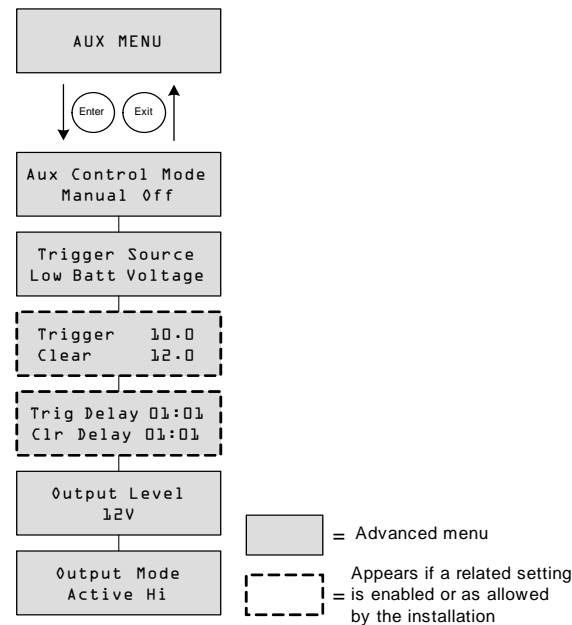 AUX MENU
Enter
Exit
Aux Control Mode
Manual Off
Trigger Source
Low Batt Voltage
Trigger 10.0
Clear 12.0
Trig Delay 01:01
Clr Delay 01:01
Output Level
12V
Output Mode
Active Hi
= Advanced menu
Appears if a related setting
= is enabled or as allowed
by the installation